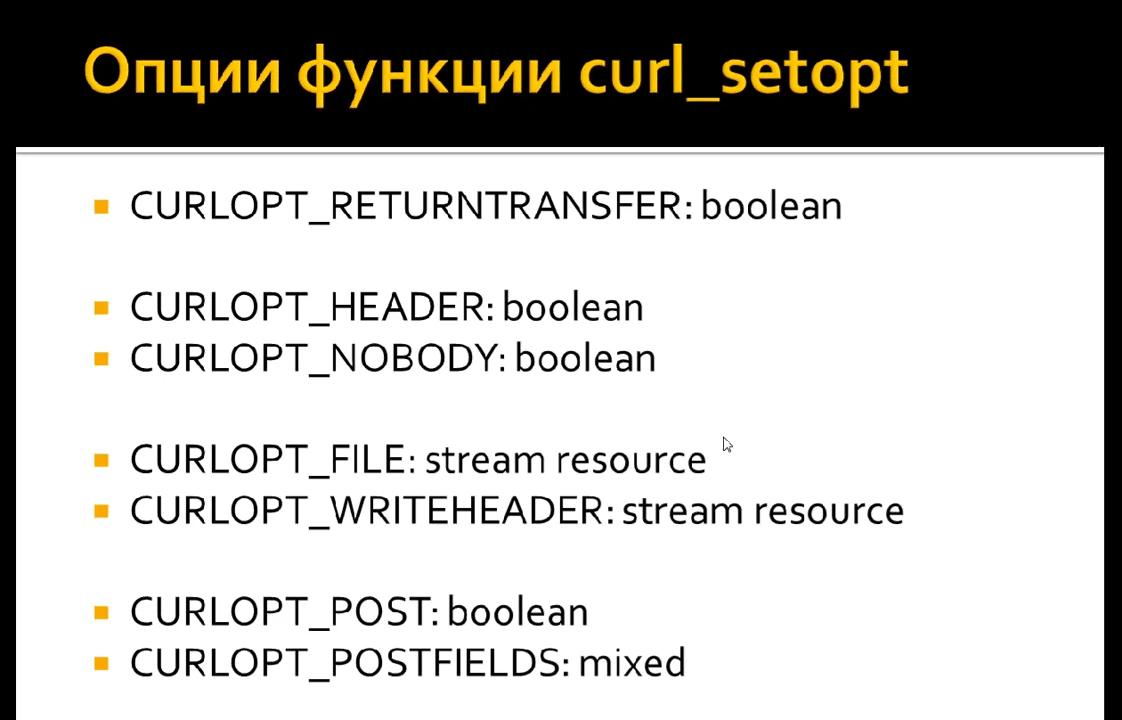 Опции функции curl_setopt
CURLOPT_RETURNTRANSFER: boolean
CURLOPT_HEADER: boolean
CURLOPT_NOBODY: boolean
CURLOPT_FILE: stream resource
CURLOPT_WRITEHEADER: stream resource
CURLOPT_POST: boolean
CURLOPT_POSTFIELDS: mixed